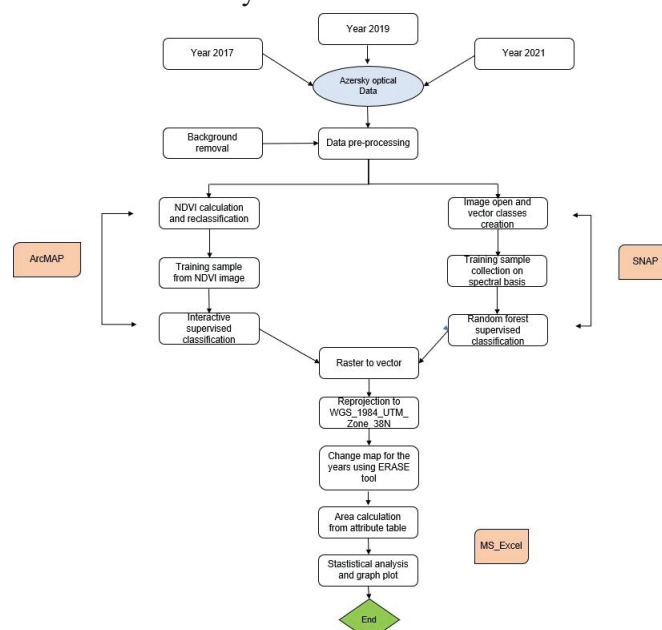 Year 2019
Year 2017
Year 2021
Azersky optical
Data
Background
removal
Data pre-processing
NDVI calculation
and reclassification
Image open and
vector classes
creation
ArcMAP
SNAP
Training sample
from NDVI image
Training sample
collection on
spectral basis
Interactive
supervised
classification
Random forest
supervised
classification
Raster to vector
Reprojection to
WGS_1984_UTM_
Zone_38N
Change map for the
years using ERASE
tool
Area calculation
from attribute table
MS_Excel
Stastistical analysis
and graph plot
End